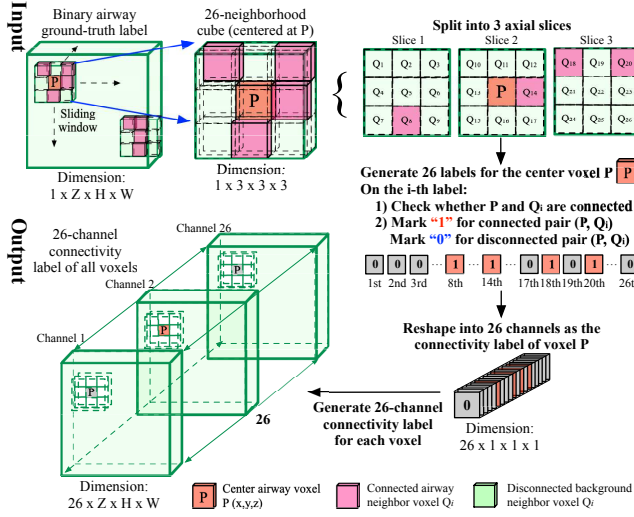 Input
Binary airway
ground-truth label
P
Sliding
window
Dimension:
1 x Z x H x W
26-neighborhood
cube (centered at P)
P
Dimension:
1 x 3 x 3 x 3
Split into 3 axial slices
Slice 1
Slice 2
Slice 3
Q1 Q2 Q3
Q4 Q5 Q6
Q7 Q8 Q9
Q10 Q11 Q12
Q13 P Q14
Q15 Q16 Q17
Q18 Q19 Q20
Q21 Q22 Q23
Q24 Q25 Q26
Generate 26 labels for the center voxel P P
On the i-th label:
1) Check whether P and Qi are connected
2) Mark “1” for connected pair (P, Qi)
Mark “0” for disconnected pair (P, Qi)
0 0 0 ... 1 ... 1 ... 0 1 0 1 ... 0
1st 2nd 3rd 8th 14th 17th 18th 19th 20th 26th
Reshape into 26 channels as the
connectivity label of voxel P
0
Dimension:
26 x 1 x 1 x 1
Generate 26-channel
connectivity label
for each voxel
Output
26-channel
connectivity
label of all voxels
Channel 26
P
Channel 2
P
Channel 1
P
26
Dimension:
26 x Z x H x W
P
Center airway voxel
P (x,y,z)
Connected airway
neighbor voxel Qi
Disconnected background
neighbor voxel Qi